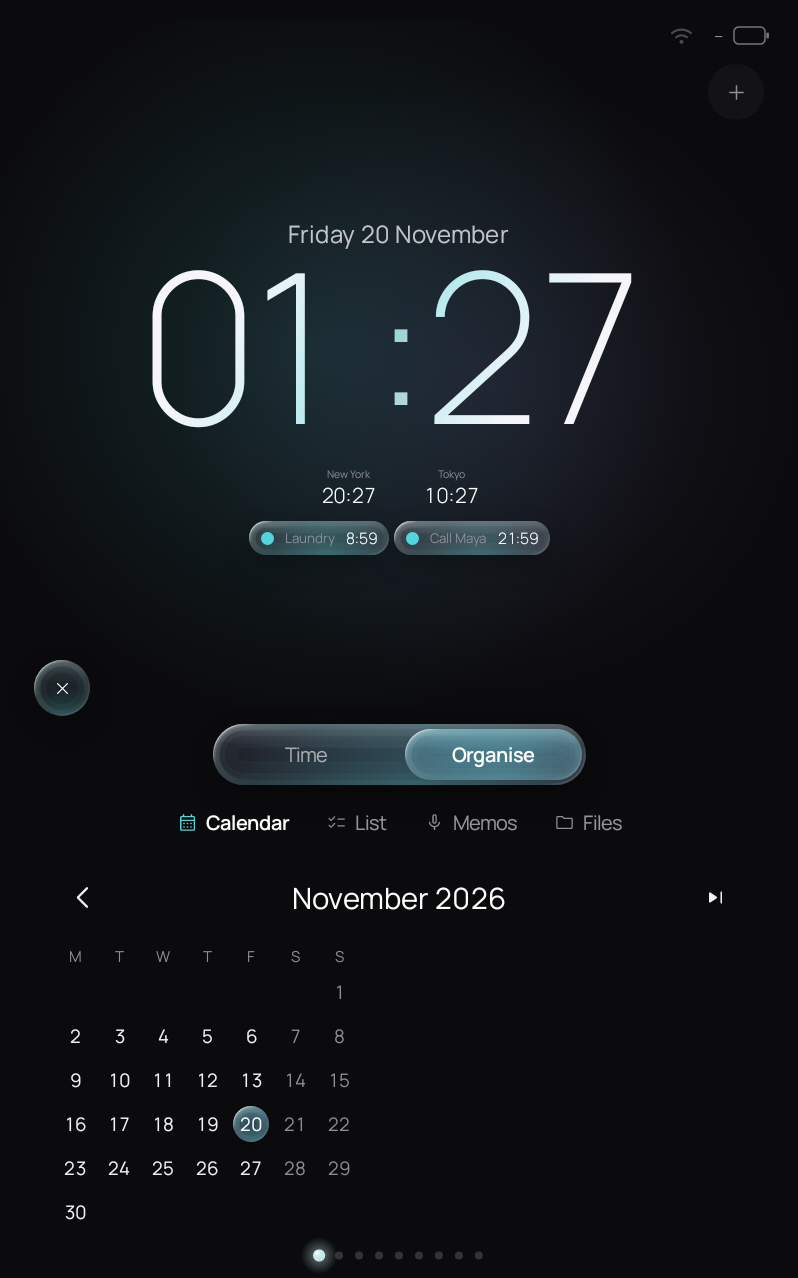 Friday 20 November
01:27
New York Tokyo
20:27 10:27
Laundry 8:59 Call Maya 21:59
Time Organise
Calendar List Memos Files
November 2026
M T W T F S S
1
2 3 4 5 6 7 8
9 10 11 12 13 14 15
16 17 18 19 20 21 22
23 24 25 26 27 28 29
30